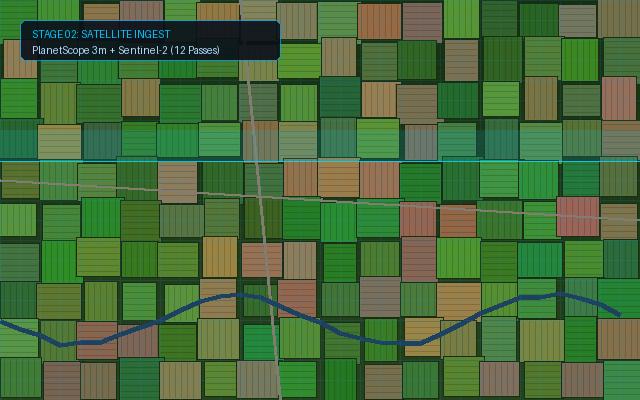 STAGE 02: SATELLITE INGEST
PlanetScope 3m + Sentinel-2 (12 Passes)